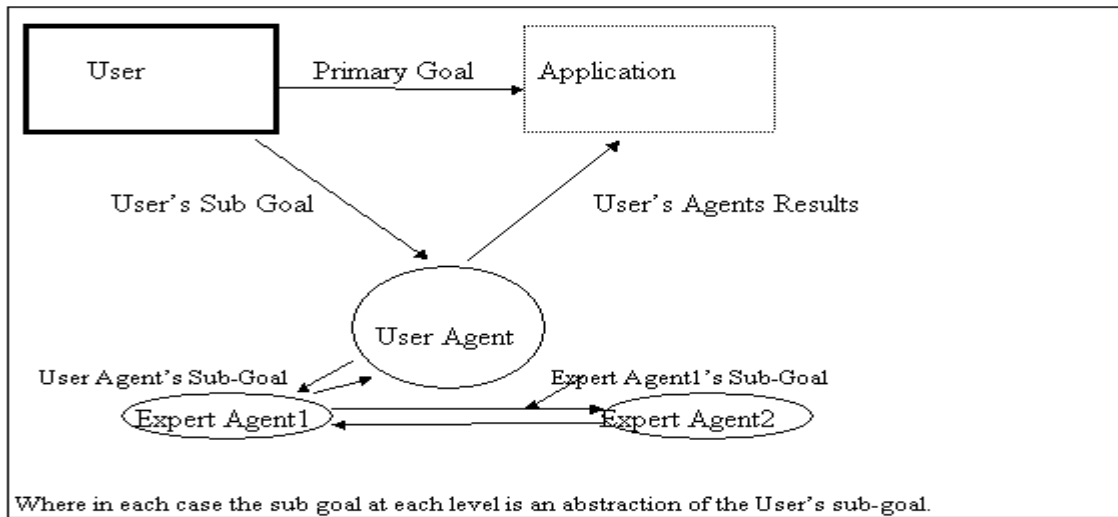 User
Primary Goal
Application
User's Sub Goal
User's Agents Results
User Agent
User Agent's Sub-Goal
Expert Agent1's Sub-Goal
Expert Agent1
Expert Agent2
Where in each case the sub goal at each level is an abstraction of the User's sub-goal.